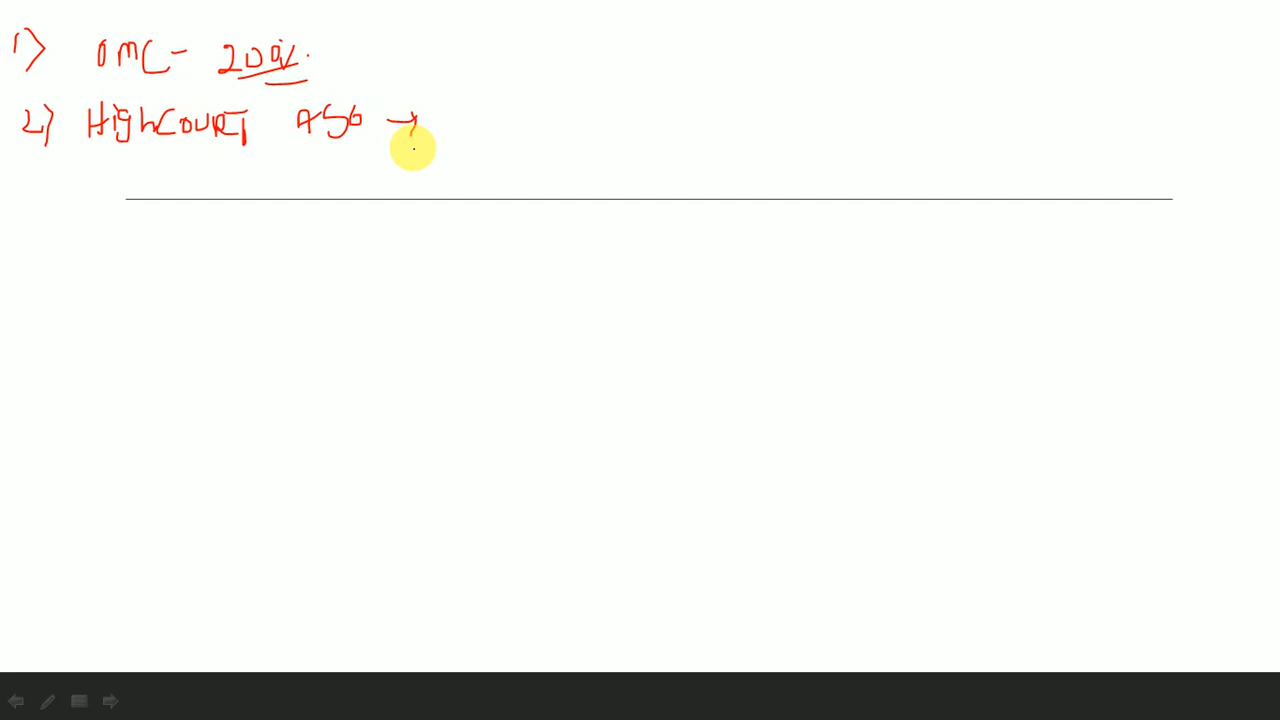 1) OMC - 200%.
2) HighCOURT ASO →